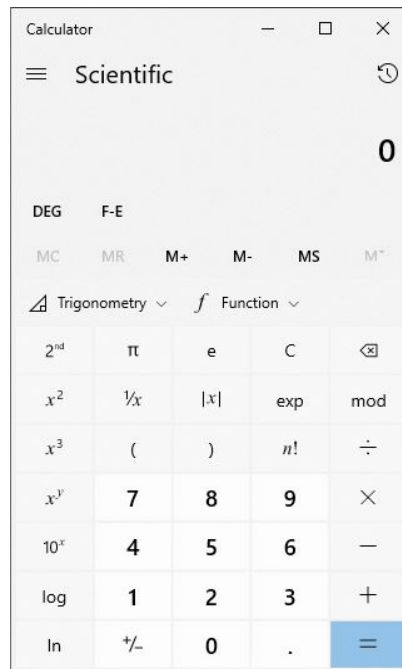 Calculator
Scientific
0
DEG F-E
MC MR M+ M- MS M˅
Trigonometry f Function
2ⁿᵈ π e C
x² ¹/x |x| exp mod
x³ ( ) n! ÷
xʸ 7 8 9 ×
10ˣ 4 5 6 −
log 1 2 3 +
ln +/− 0 . =